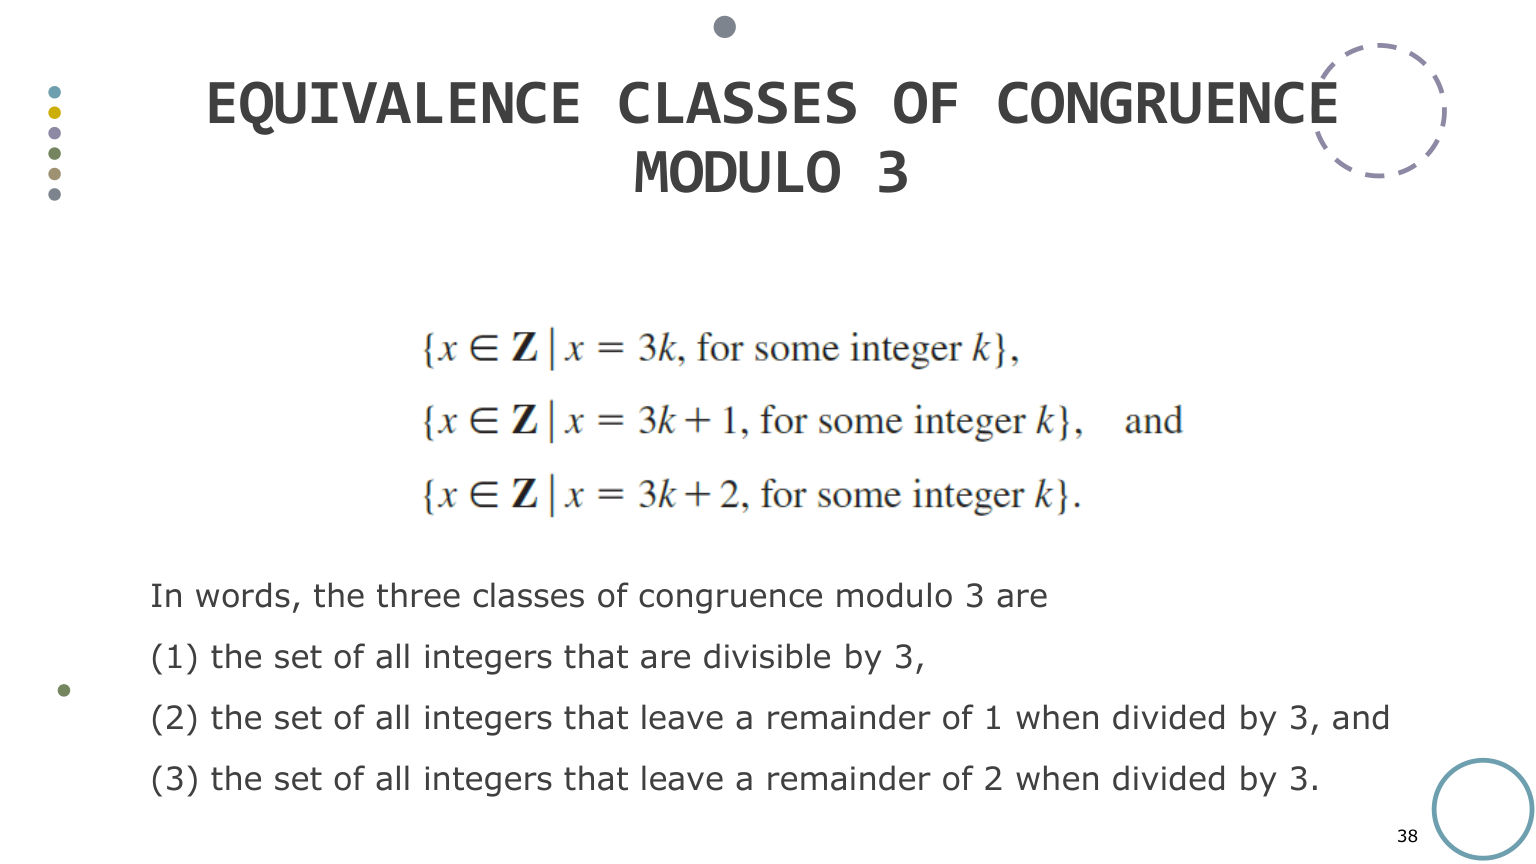 EQUIVALENCE CLASSES OF CONGRUENCE
MODULO 3
{x ∈ Z | x = 3k, for some integer k},
{x ∈ Z | x = 3k + 1, for some integer k}, and
{x ∈ Z | x = 3k + 2, for some integer k}.
In words, the three classes of congruence modulo 3 are
(1) the set of all integers that are divisible by 3,
(2) the set of all integers that leave a remainder of 1 when divided by 3, and
(3) the set of all integers that leave a remainder of 2 when divided by 3.
38